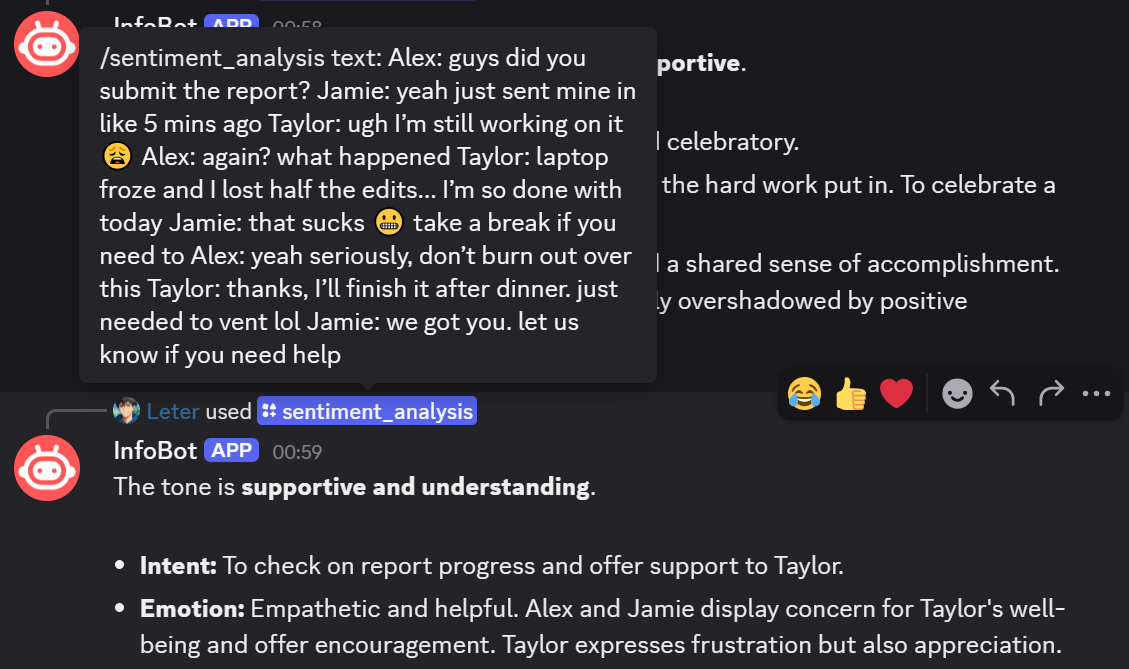 InfoBot APP 00:58
/sentiment_analysis text: Alex: guys did you
submit the report? Jamie: yeah just sent mine in
like 5 mins ago Taylor: ugh I’m still working on it
😩 Alex: again? what happened Taylor: laptop
froze and I lost half the edits... I’m so done with
today Jamie: that sucks 😬 take a break if you
need to Alex: yeah seriously, don’t burn out over
this Taylor: thanks, I’ll finish it after dinner. just
needed to vent lol Jamie: we got you. let us
know if you need help
portive.
celebratory.
the hard work put in. To celebrate a
a shared sense of accomplishment.
ly overshadowed by positive
Leter used sentiment_analysis
InfoBot APP 00:59
The tone is supportive and understanding.
• Intent: To check on report progress and offer support to Taylor.
• Emotion: Empathetic and helpful. Alex and Jamie display concern for Taylor's well-
being and offer encouragement. Taylor expresses frustration but also appreciation.